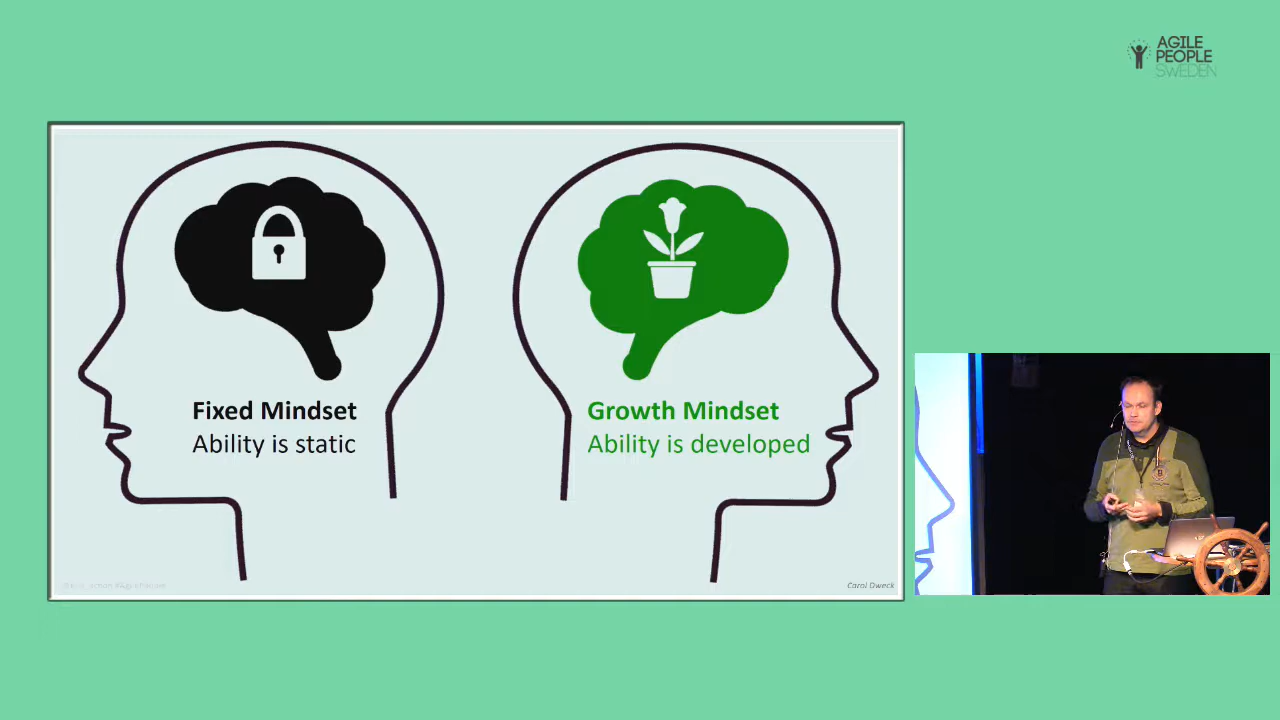 AGILE
PEOPLE
SWEDEN
Fixed Mindset
Ability is static
Growth Mindset
Ability is developed
Carol Dweck